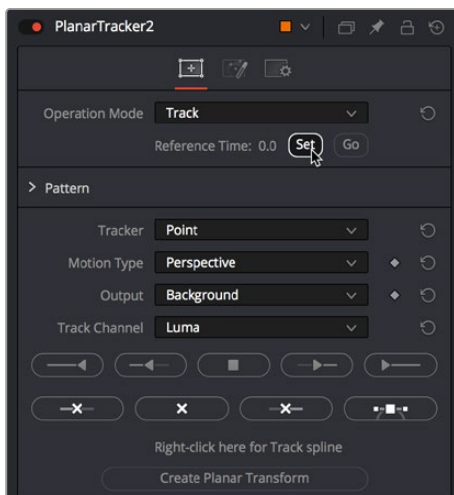 PlanarTracker2
Operation Mode Track
Reference Time: 0.0 Set Go
Pattern
Tracker Point
Motion Type Perspective
Output Background
Track Channel Luma
Right-click here for Track spline
Create Planar Transform